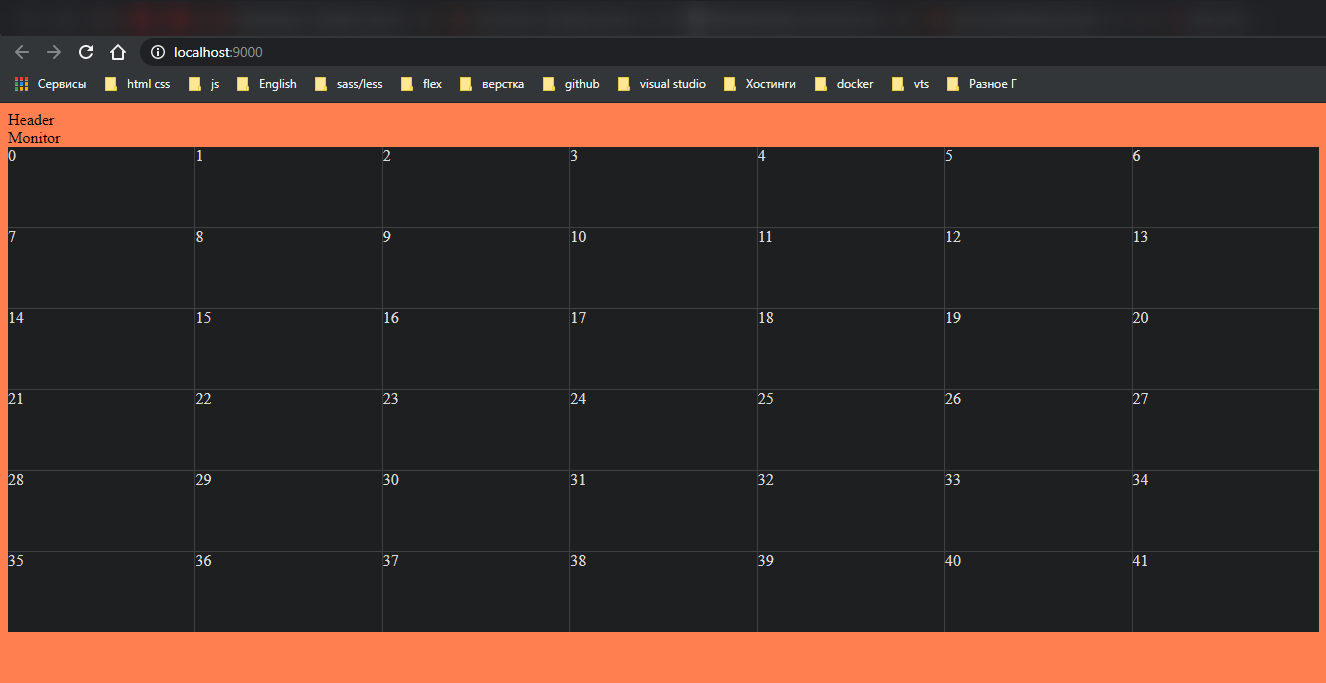 localhost:9000
Сервисы html css js English sass/less flex верстка github visual studio Хостинги docker vts Разное Г
Header
Monitor
0 1 2 3 4 5 6
7 8 9 10 11 12 13
14 15 16 17 18 19 20
21 22 23 24 25 26 27
28 29 30 31 32 33 34
35 36 37 38 39 40 41